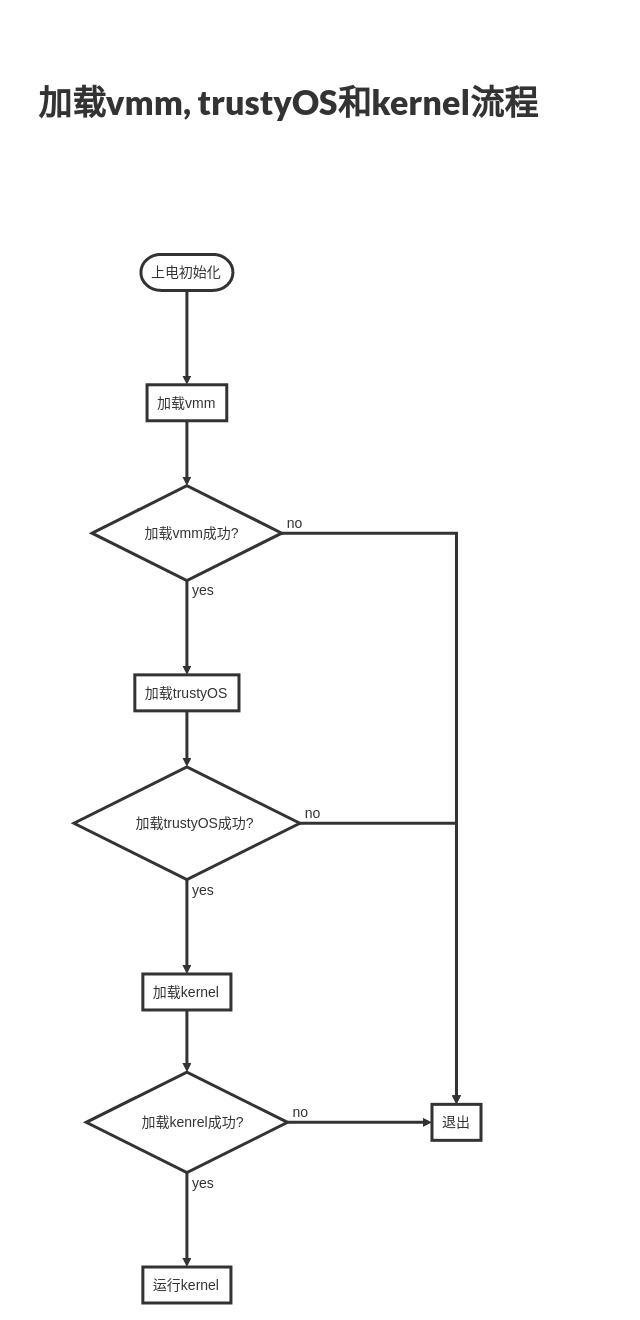 加载vmm, trustyOS和kernel流程
上电初始化
加载vmm
加载vmm成功?
no
yes
加载trustyOS
加载trustyOS成功?
no
yes
加载kernel
加载kenrel成功?
no
退出
yes
运行kernel